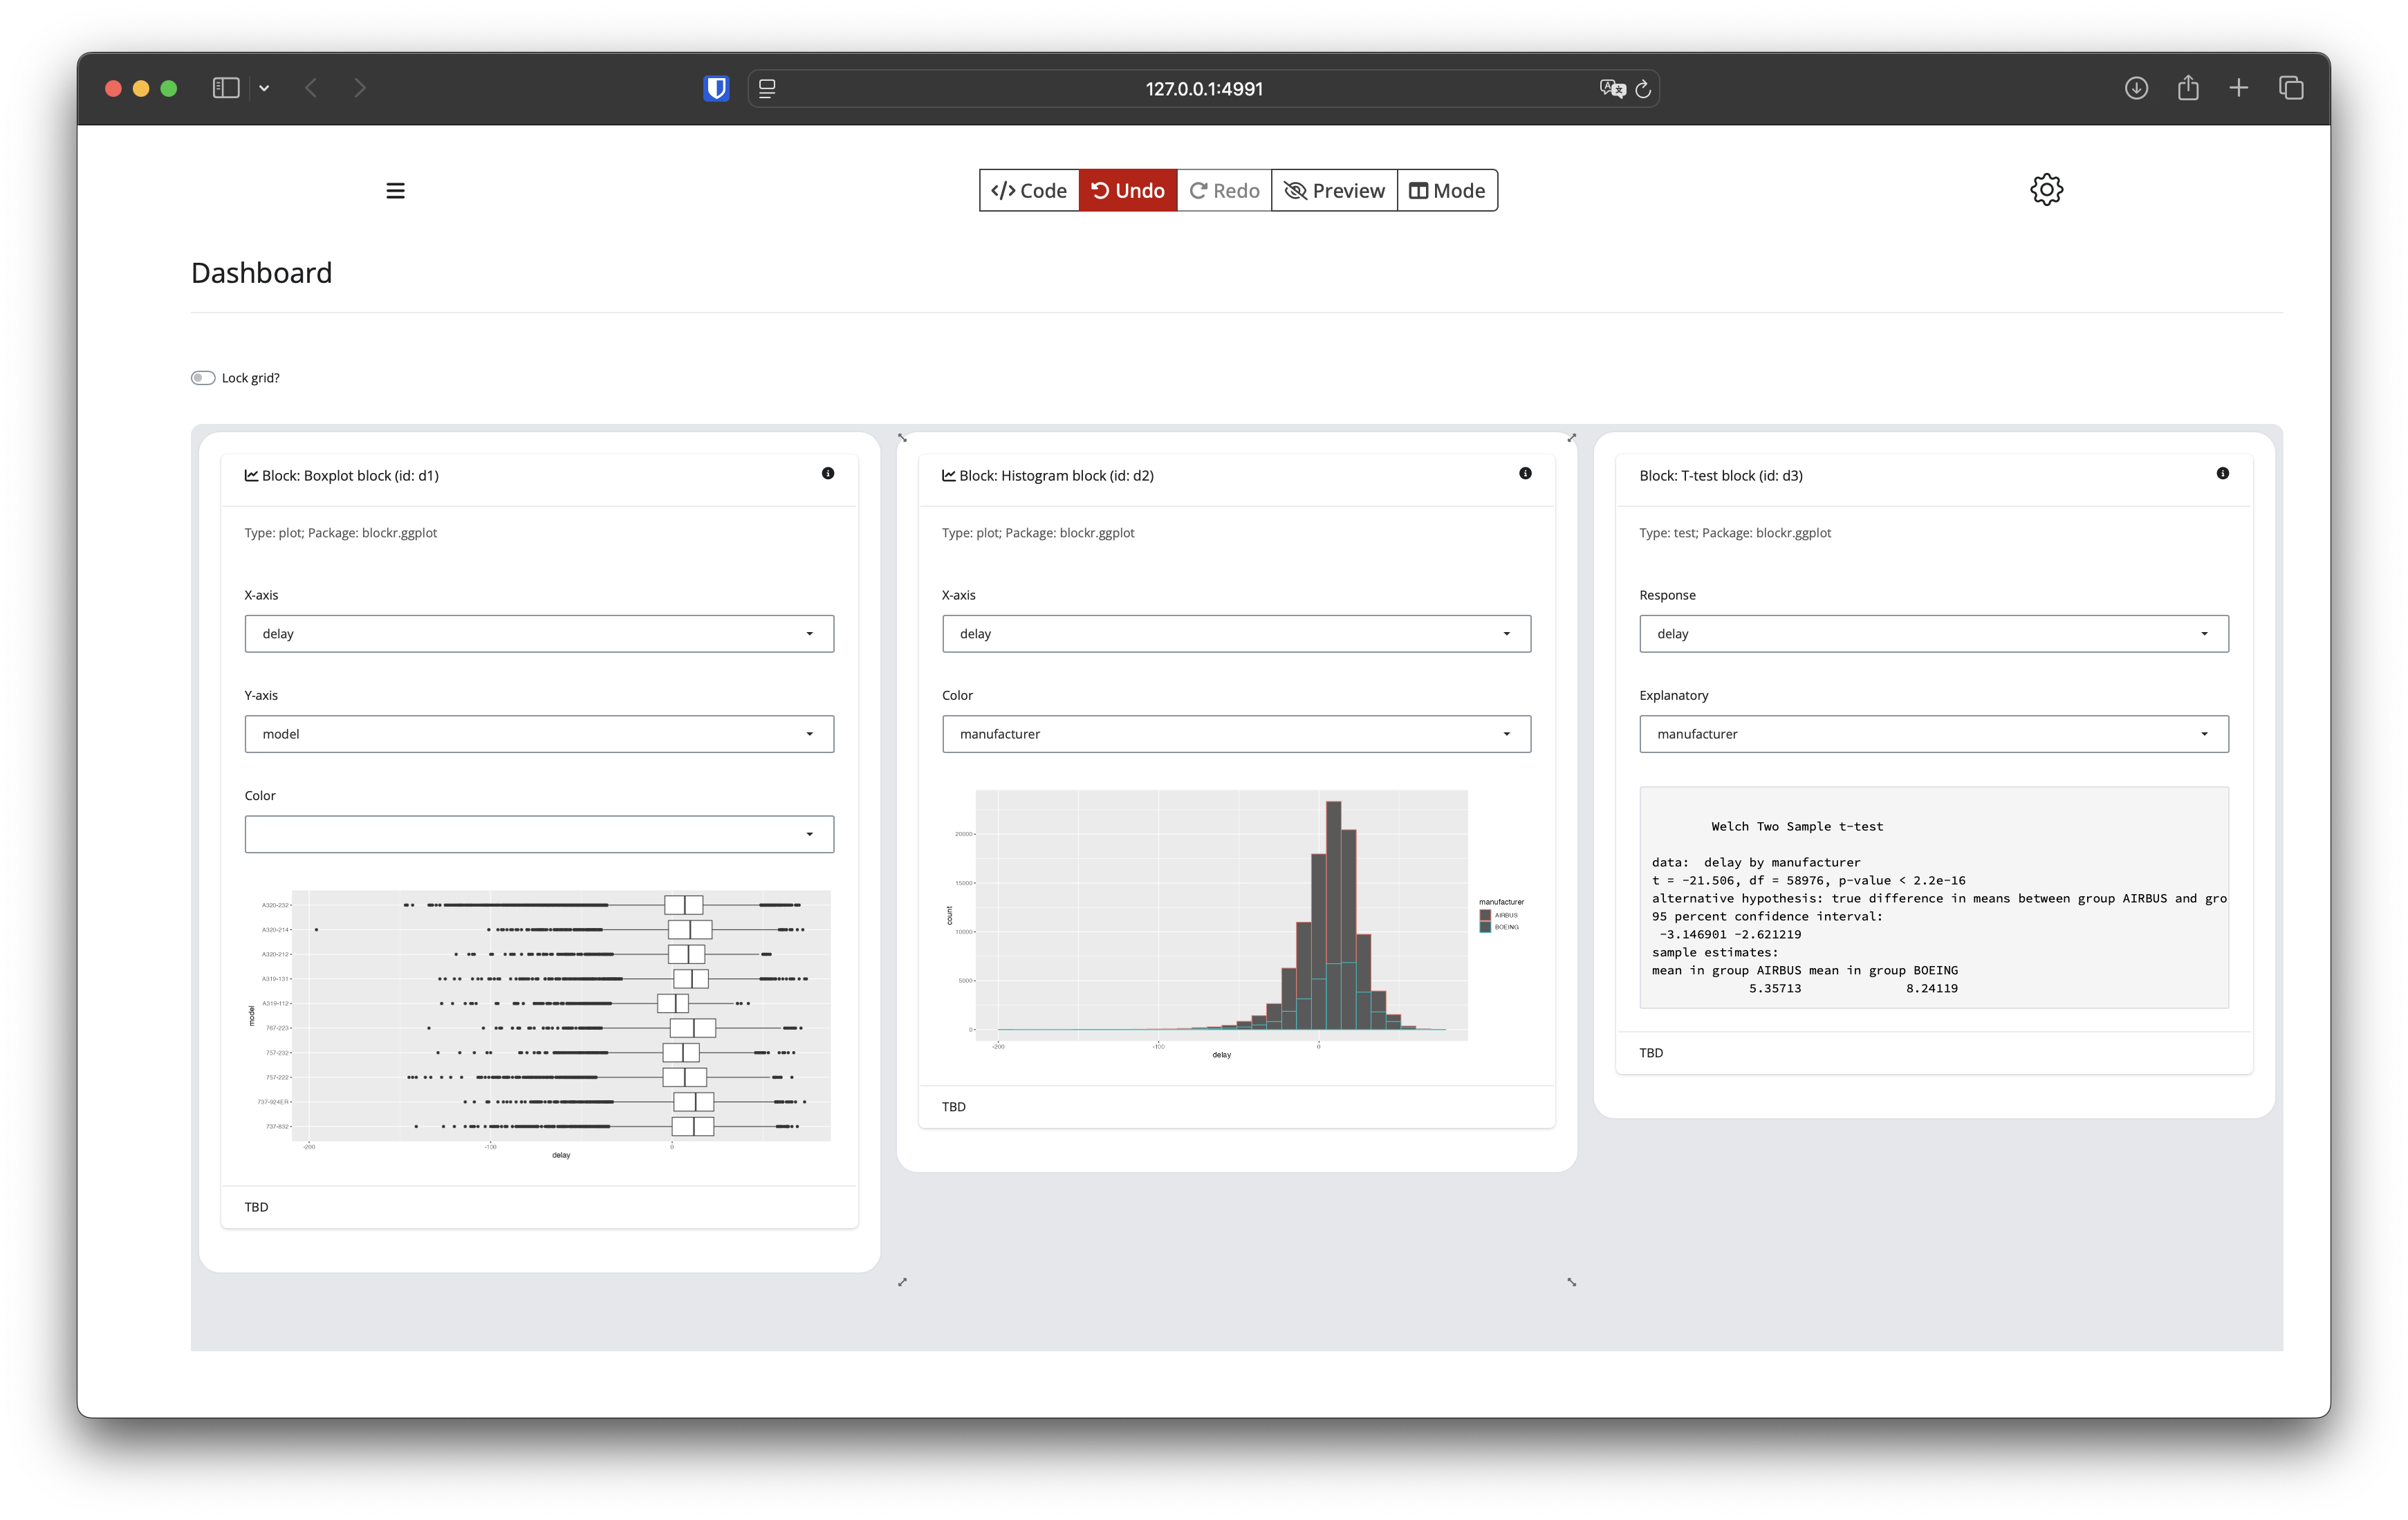 127.0.0.1:4991
</> Code Undo Redo Preview Mode
Dashboard
Lock grid?
Block: Boxplot block (id: d1)
Type: plot; Package: blockr.ggplot
X-axis
delay
Y-axis
model
Color
A320-232
A320-214
A320-212
A319-131
A319-112
767-223
757-232
757-222
737-924ER
737-832
model
-200 -100 0
delay
TBD
Block: Histogram block (id: d2)
Type: plot; Package: blockr.ggplot
X-axis
delay
Color
manufacturer
20000
15000
10000
5000
0
count
-200 -100 0
delay
manufacturer
AIRBUS
BOEING
TBD
Block: T-test block (id: d3)
Type: test; Package: blockr.ggplot
Response
delay
Explanatory
manufacturer
Welch Two Sample t-test
data:  delay by manufacturer
t = -21.506, df = 58976, p-value < 2.2e-16
alternative hypothesis: true difference in means between group AIRBUS and gro
95 percent confidence interval:
-3.146901 -2.621219
sample estimates:
mean in group AIRBUS mean in group BOEING
5.35713 8.24119
TBD